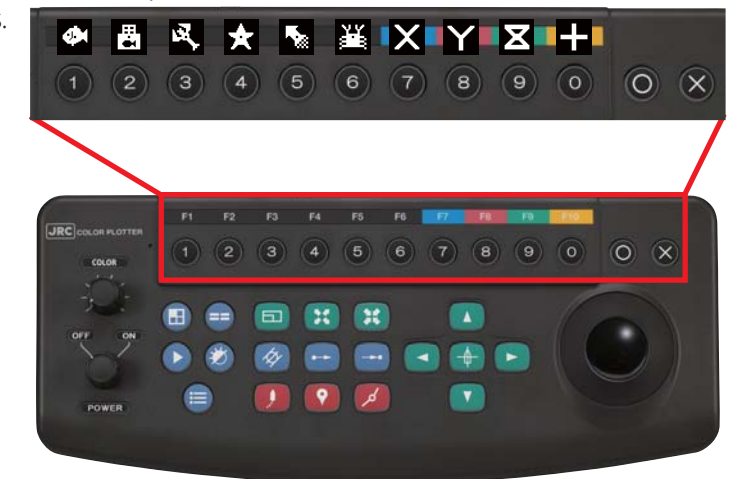 s.
1 2 3 4 5 6 7 8 9 0
F1 F2 F3 F4 F5 F6 F7 F8 F9 F10
JRC COLOR PLOTTER
1 2 3 4 5 6 7 8 9 0
COLOR
OFF ON
POWER